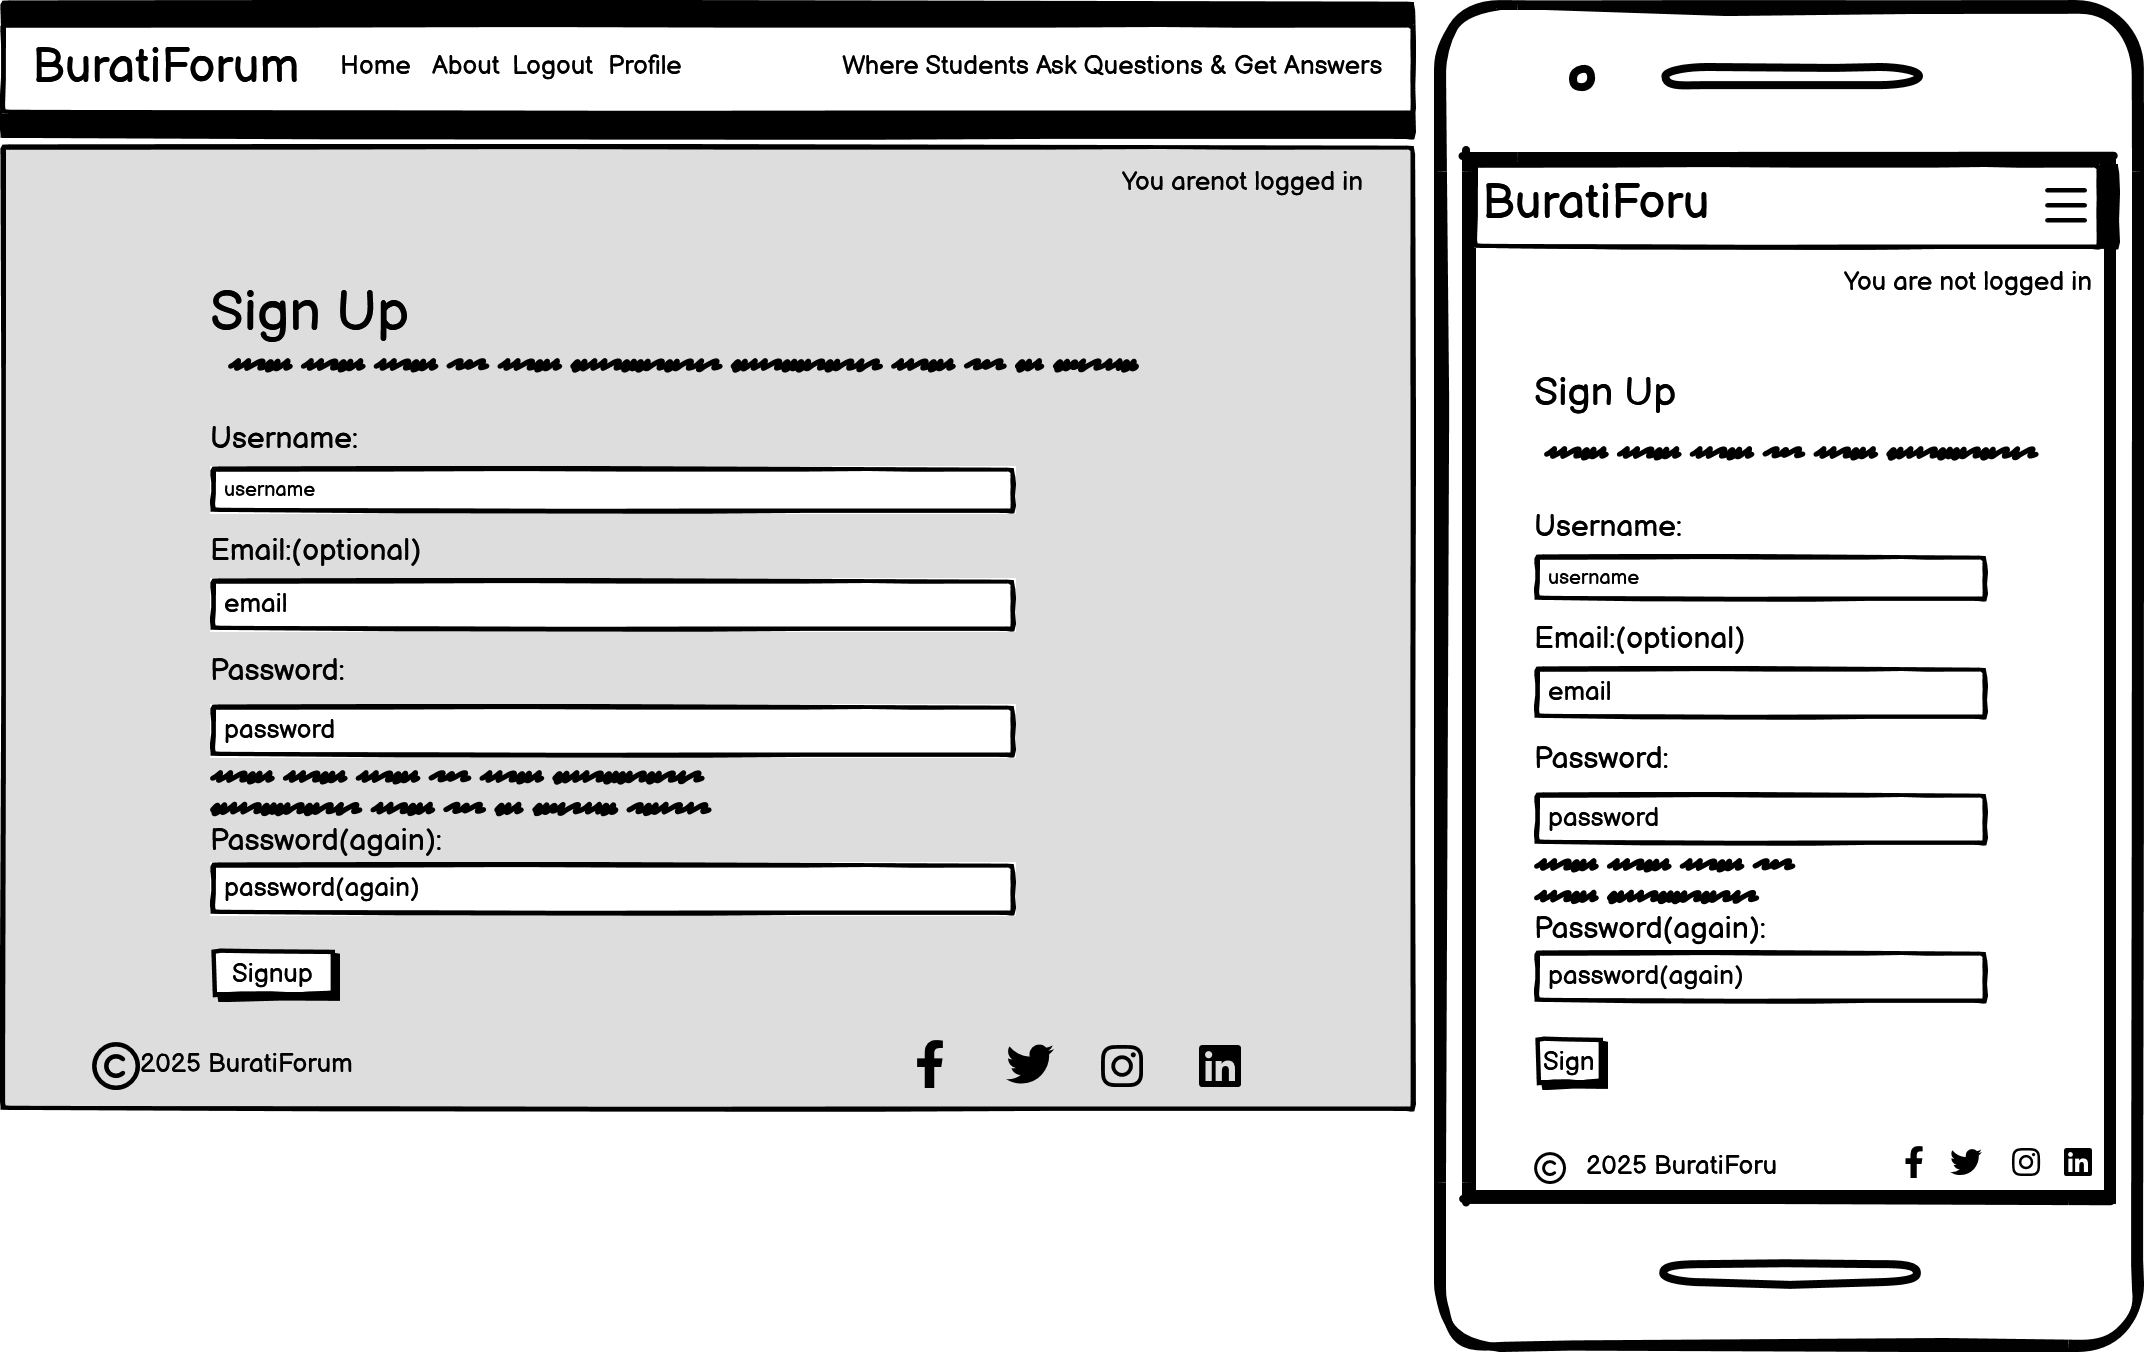 BuratiForum Home About Logout Profile Where Students Ask Questions & Get Answers
You arenot logged in
Sign Up
Username:
username
Email:(optional)
email
Password:
password
Password(again):
password(again)
Signup
©2025 BuratiForum
BuratiForu
You are not logged in
Sign Up
Username:
username
Email:(optional)
email
Password:
password
Password(again):
password(again)
Sign
© 2025 BuratiForu